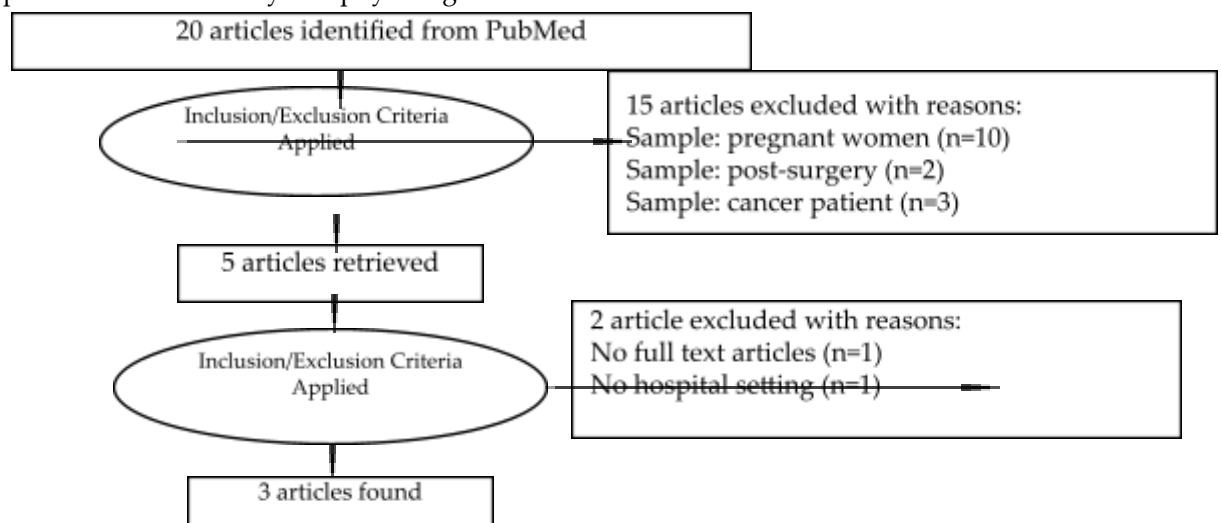 20 articles identified from PubMed
Inclusion/Exclusion Criteria
Applied
15 articles excluded with reasons:
Sample: pregnant women (n=10)
Sample: post-surgery (n=2)
Sample: cancer patient (n=3)
5 articles retrieved
Inclusion/Exclusion Criteria
Applied
2 article excluded with reasons:
No full text articles (n=1)
No hospital setting (n=1)
3 articles found